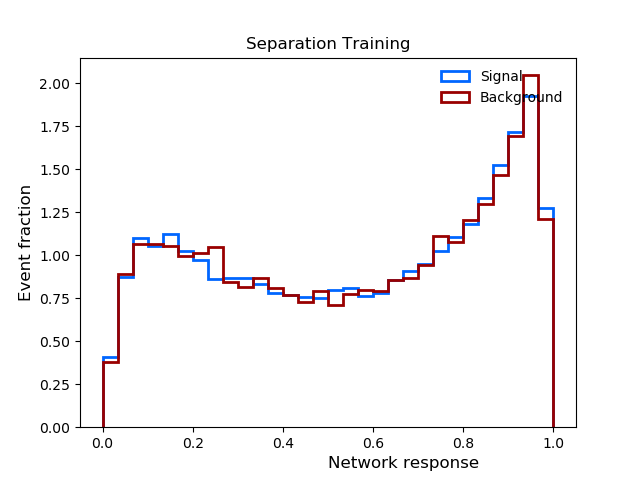 Separation Training
Signal
Background
Event fraction
2.00
1.75
1.50
1.25
1.00
0.75
0.50
0.25
0.00
0.0 0.2 0.4 0.6 0.8 1.0
Network response